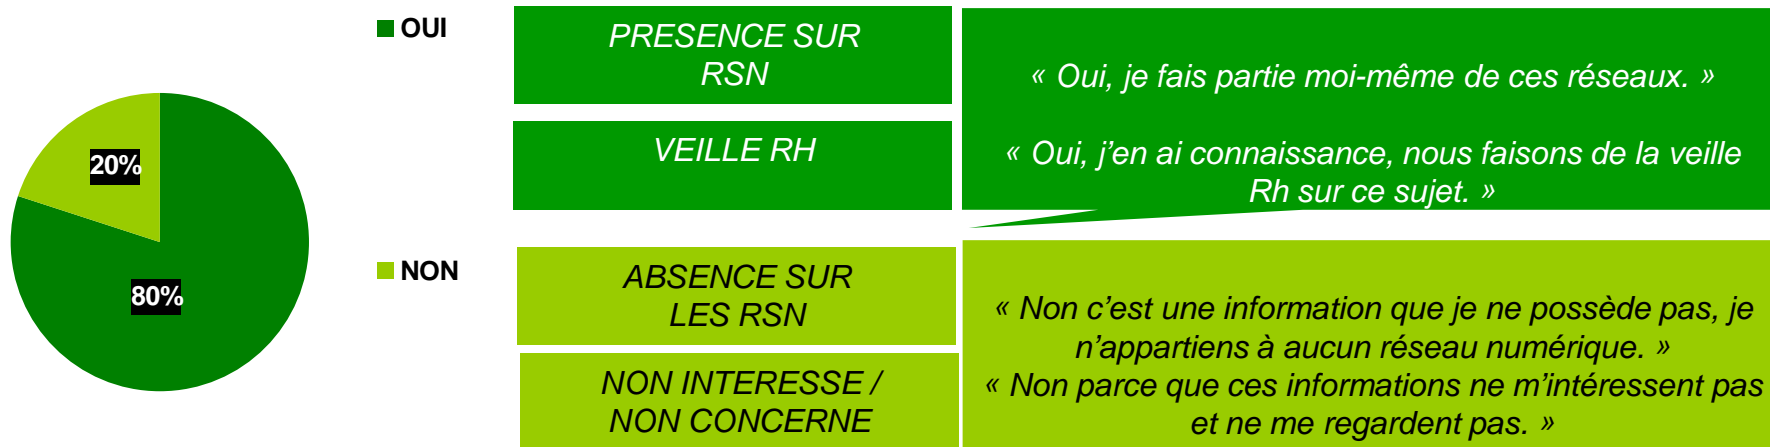 OUI
20%
80%
NON
PRESENCE SUR
RSN
VEILLE RH
« Oui, je fais partie moi-même de ces réseaux. »
« Oui, j’en ai connaissance, nous faisons de la veille
Rh sur ce sujet. »
ABSENCE SUR
LES RSN
NON INTERESSE /
NON CONCERNE
« Non c’est une information que je ne possède pas, je
n’appartiens à aucun réseau numérique. »
« Non parce que ces informations ne m’intéressent pas
et ne me regardent pas. »